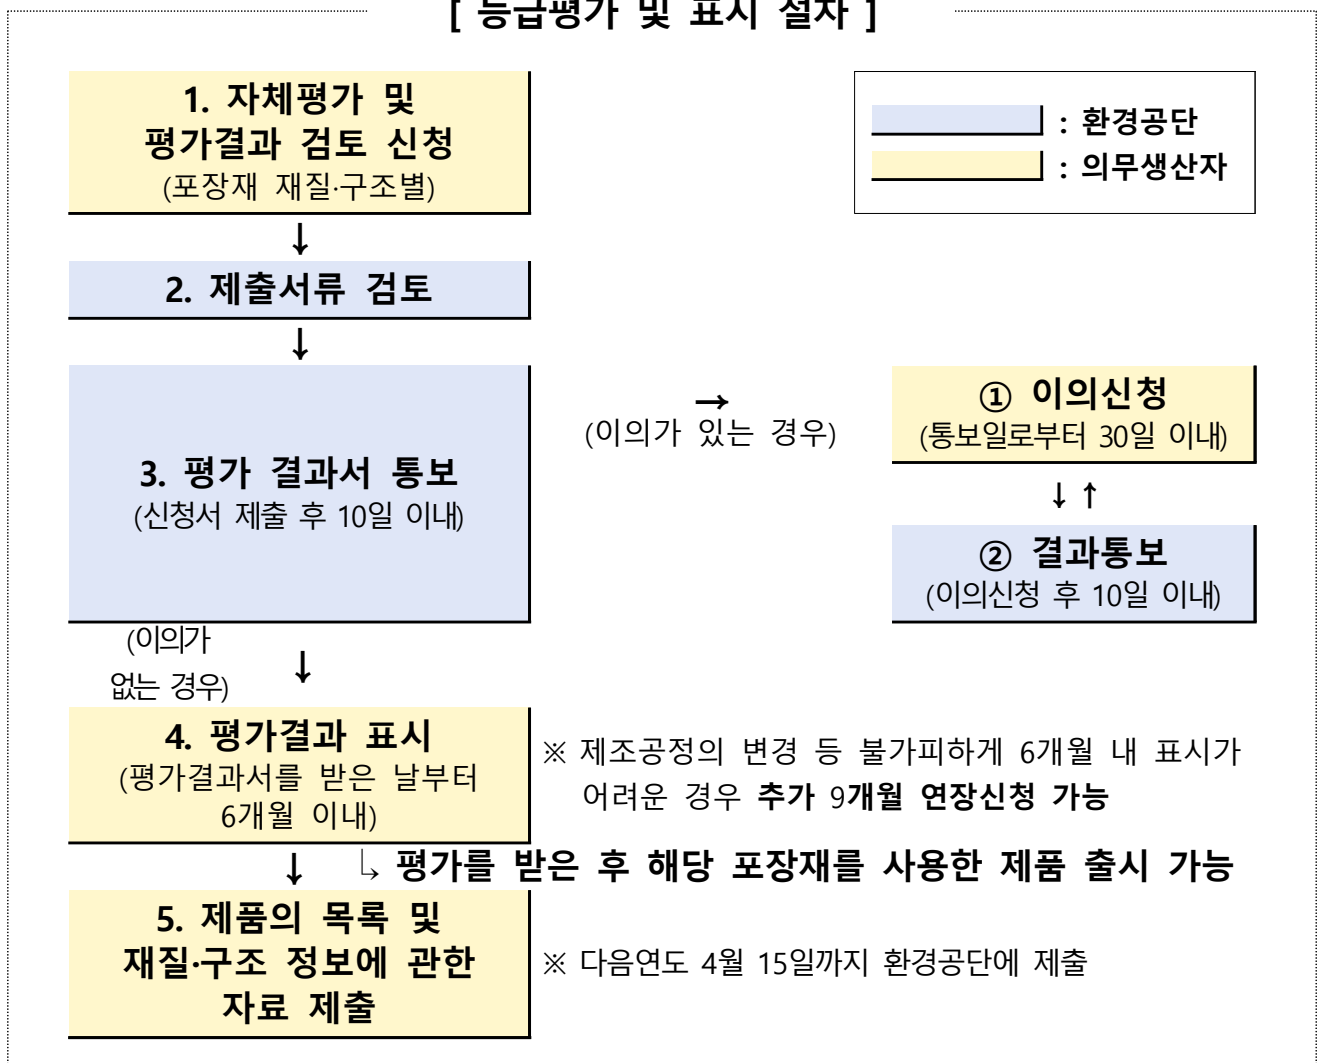 [ 등급평가 및 표시 절차 ]
1. 자체평가 및
평가결과 검토 신청
(포장재 재질·구조별)
: 환경공단
: 의무생산자
↓
2. 제출서류 검토
↓
3. 평가 결과서 통보
(신청서 제출 후 10일 이내)
→
(이의가 있는 경우)
① 이의신청
(통보일로부터 30일 이내)
↓ ↑
② 결과통보
(이의신청 후 10일 이내)
(이의가
없는 경우)
↓
4. 평가결과 표시
(평가결과서를 받은 날부터
6개월 이내)
※ 제조공정의 변경 등 불가피하게 6개월 내 표시가
어려운 경우 추가 9개월 연장신청 가능
↓ ↳ 평가를 받은 후 해당 포장재를 사용한 제품 출시 가능
5. 제품의 목록 및
재질·구조 정보에 관한
자료 제출
※ 다음연도 4월 15일까지 환경공단에 제출